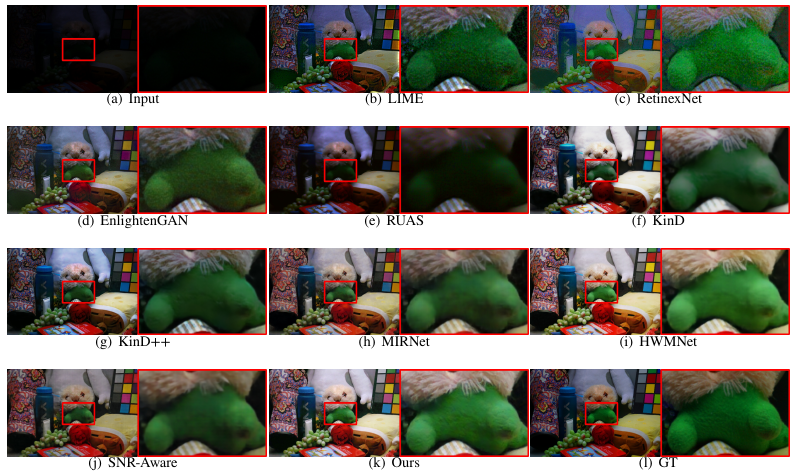 (a) Input
(b) LIME
(c) RetinexNet
(d) EnlightenGAN
(e) RUAS
(f) KinD
(g) KinD++
(h) MIRNet
(i) HWMNet
(j) SNR-Aware
(k) Ours
(l) GT